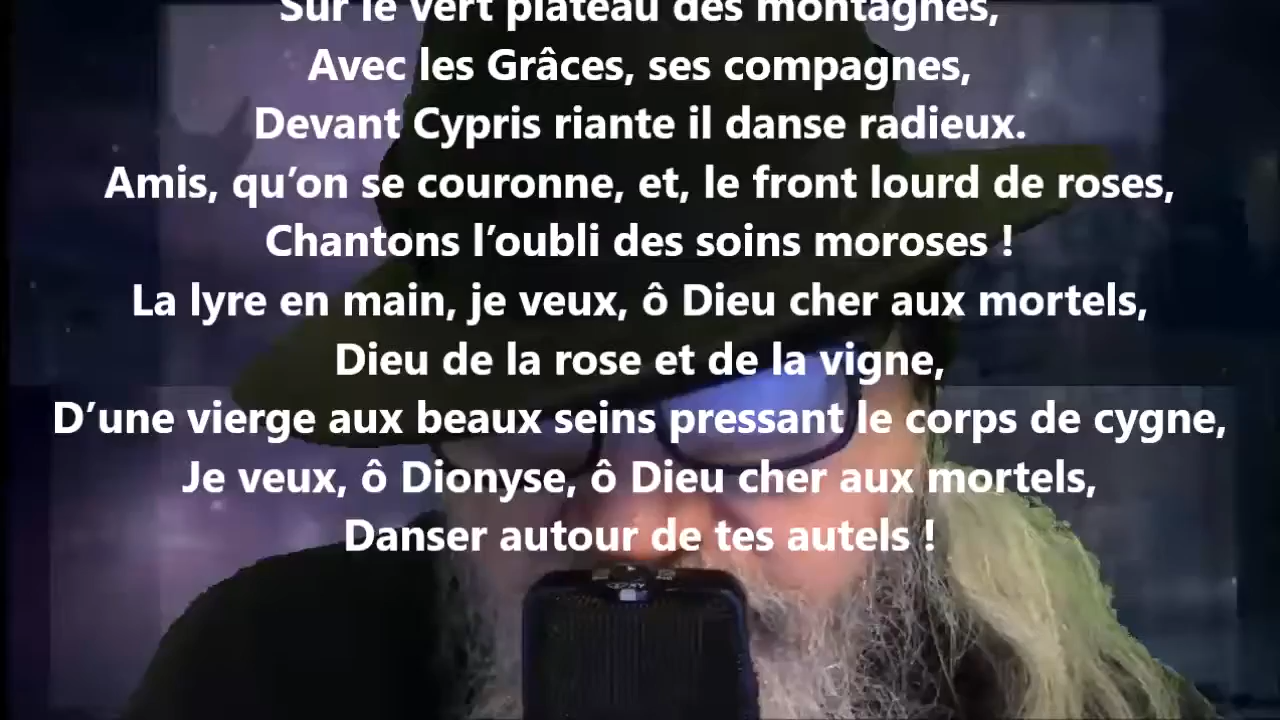 Sur le vert plateau des montagnes,
Avec les Grâces, ses compagnes,
Devant Cypris riante il danse radieux.
Amis, qu’on se couronne, et, le front lourd de roses,
Chantons l’oubli des soins moroses !
La lyre en main, je veux, ô Dieu cher aux mortels,
Dieu de la rose et de la vigne,
D’une vierge aux beaux seins pressant le corps de cygne,
Je veux, ô Dionyse, ô Dieu cher aux mortels,
Danser autour de tes autels !